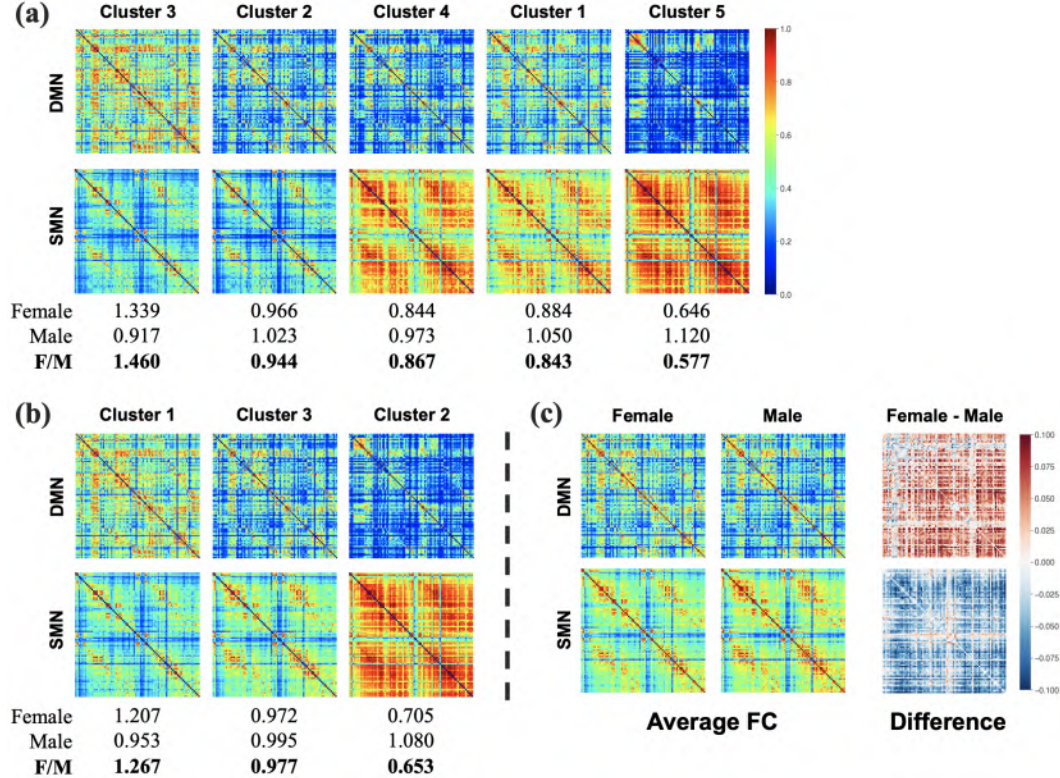 (a)
Cluster 3 Cluster 2 Cluster 4 Cluster 1 Cluster 5
DMN
1.0
0.8
0.6
0.4
0.2
0.0
SMN
Female 1.339 0.966 0.844 0.884 0.646
Male 0.917 1.023 0.973 1.050 1.120
F/M 1.460 0.944 0.867 0.843 0.577
(b)
Cluster 1 Cluster 3 Cluster 2
DMN
SMN
Female 1.207 0.972 0.705
Male 0.953 0.995 1.080
F/M 1.267 0.977 0.653
(c)
Female Male Female - Male
DMN
SMN
0.100
0.075
0.050
0.025
0.000
-0.025
-0.050
-0.075
-0.100
Average FC Difference